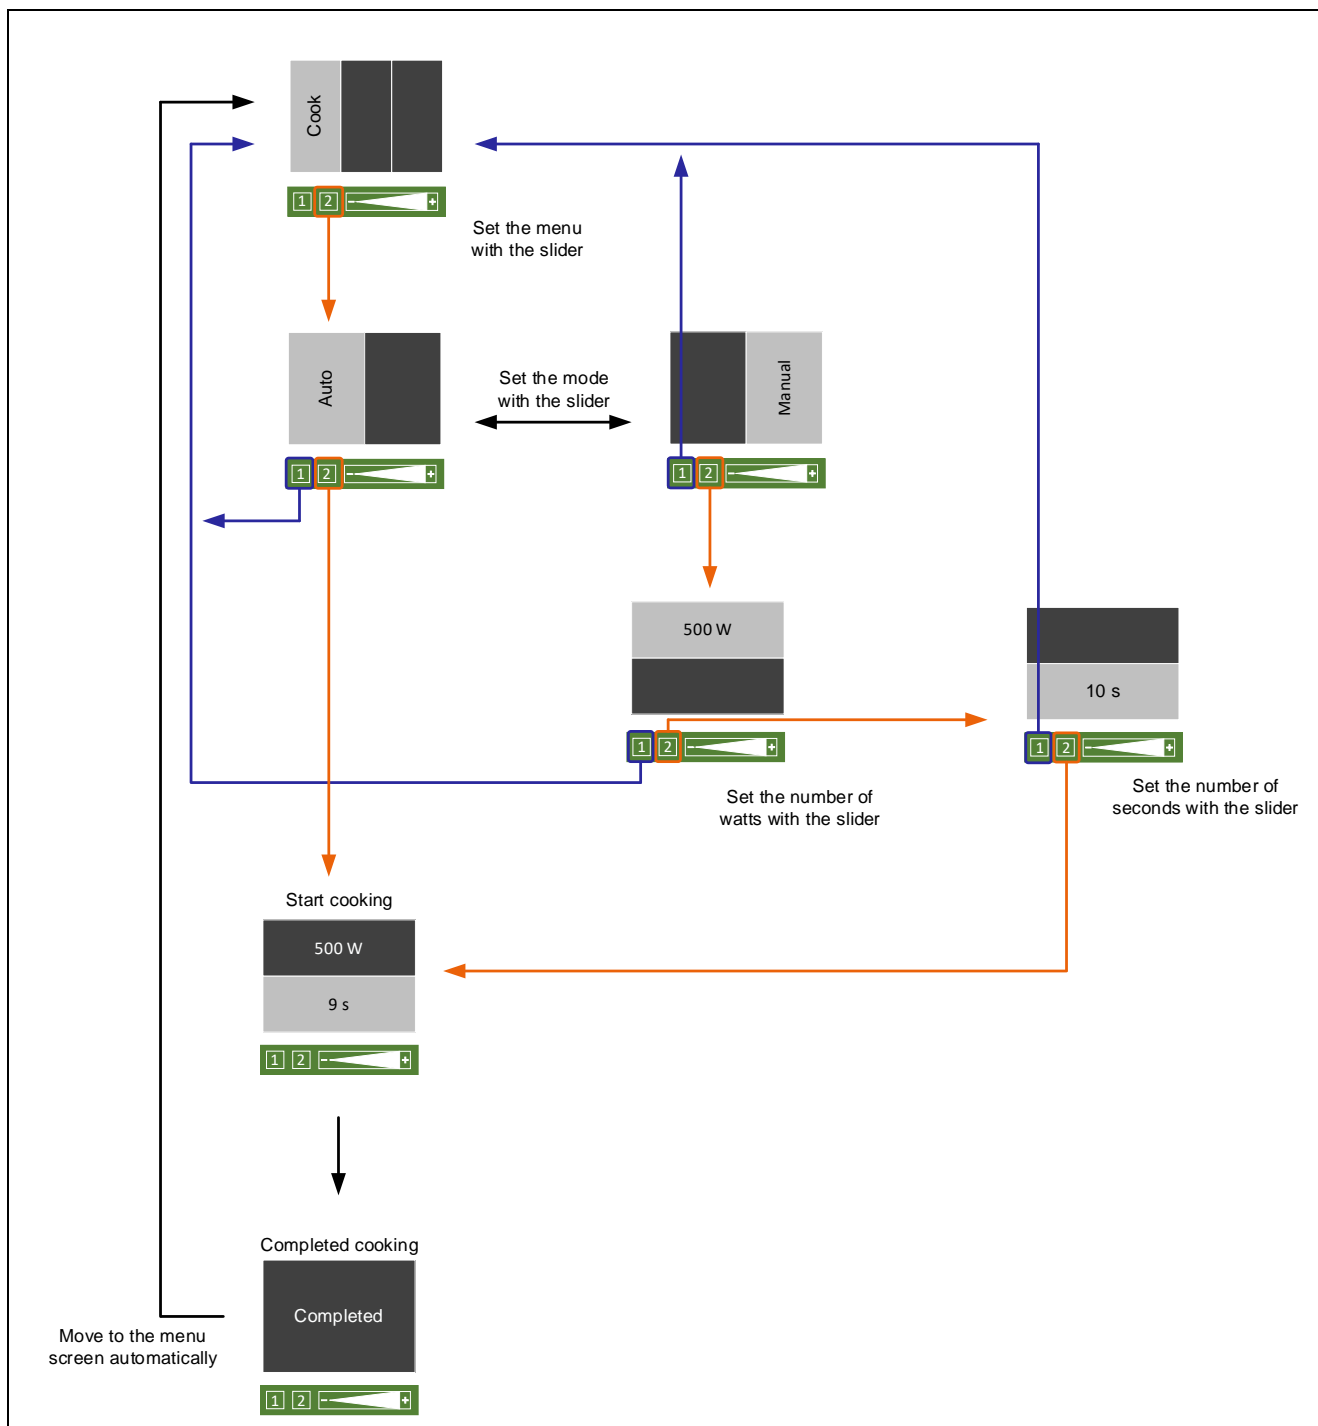 Cook
1 2 - +
Set the menu
with the slider
Auto
Set the mode
with the slider
Manual
1 2 - +
1 2 - +
500 W
10 s
1 2 - +
1 2 - +
Set the number of
watts with the slider
Set the number of
seconds with the slider
Start cooking
500 W
9 s
1 2 - +
Completed cooking
Completed
Move to the menu
screen automatically
1 2 - +